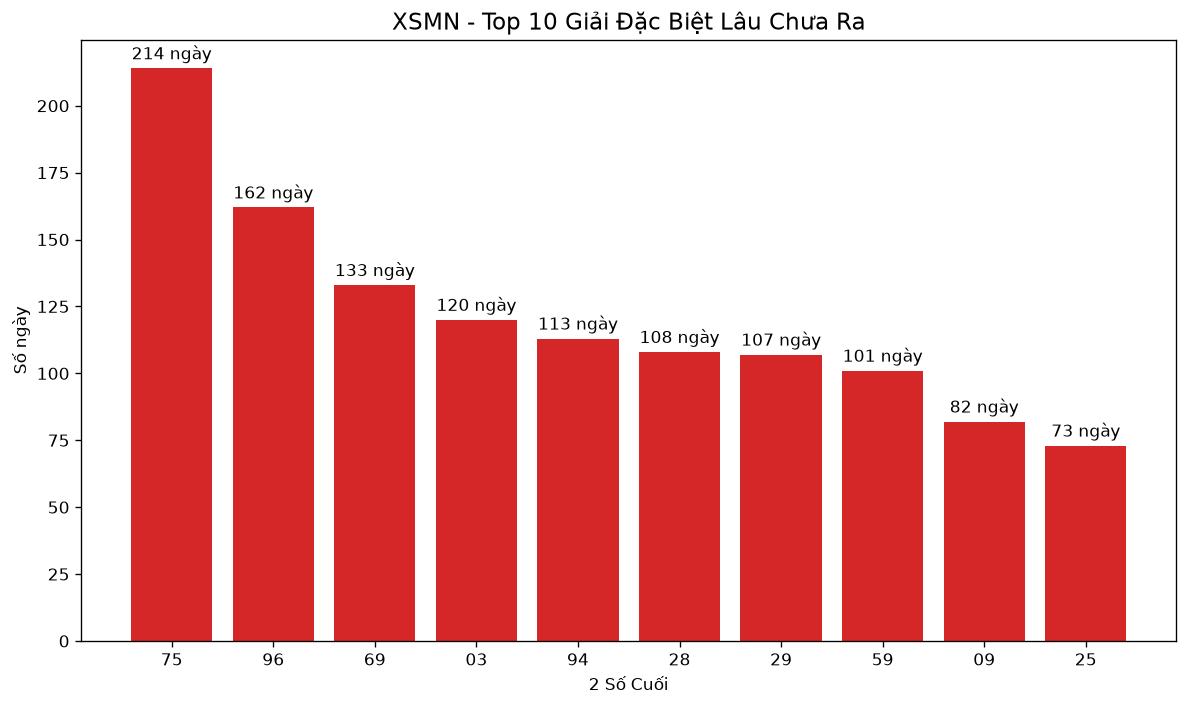 XSMN - Top 10 Giải Đặc Biệt Lâu Chưa Ra
214 ngày
162 ngày
133 ngày
120 ngày
113 ngày
108 ngày
107 ngày
101 ngày
82 ngày
73 ngày
Số ngày
200
175
150
125
100
75
50
25
0
75 96 69 03 94 28 29 59 09 25
2 Số Cuối